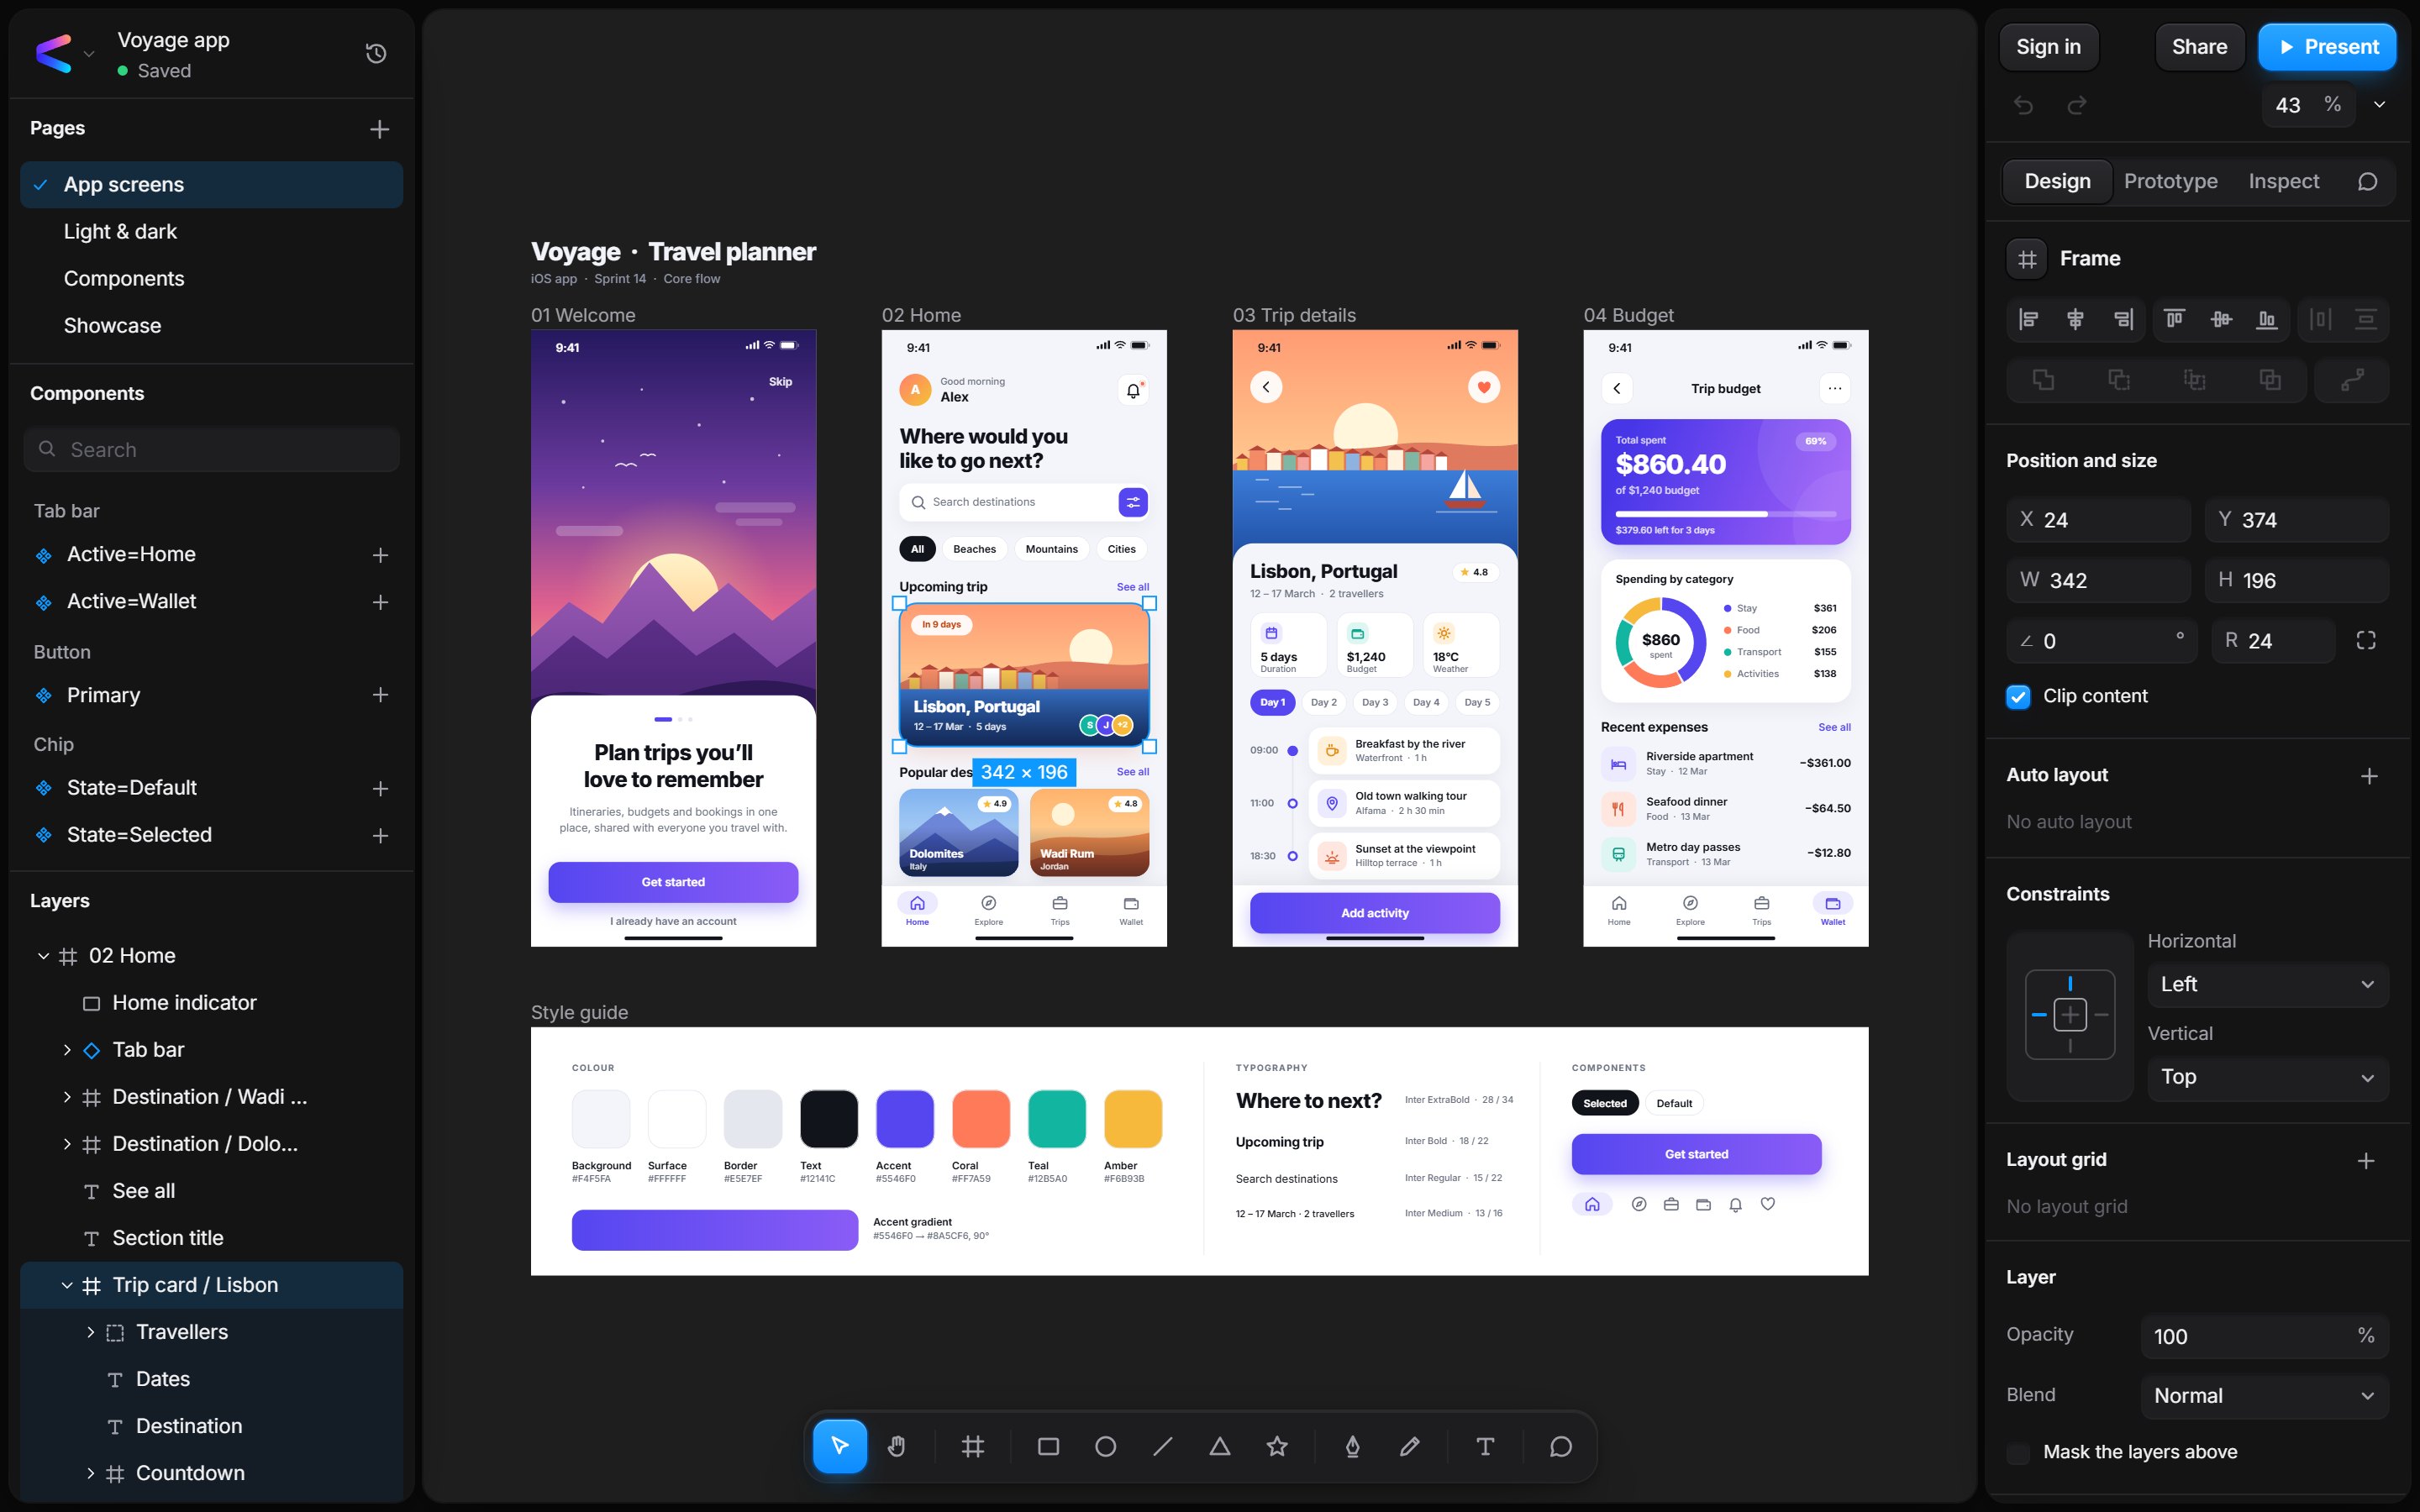 Voyage app
Saved
Pages
App screens
Light & dark
Components
Showcase
Components
Search
Tab bar
Active=Home
Active=Wallet
Button
Primary
Chip
State=Default
State=Selected
Layers
02 Home
Home indicator
Tab bar
Destination / Wadi ...
Destination / Dolo...
See all
Section title
Trip card / Lisbon
Travellers
Dates
Destination
Countdown
Voyage · Travel planner
iOS app · Sprint 14 · Core flow
01 Welcome
9:41
Skip
Plan trips you’ll
love to remember
Itineraries, budgets and bookings in one
place, shared with everyone you travel with.
Get started
I already have an account
02 Home
9:41
A
Good morning
Alex
Where would you
like to go next?
Search destinations
All Beaches Mountains Cities
Upcoming trip See all
In 9 days
Lisbon, Portugal
12 – 17 Mar · 5 days
S J +2
Popular des 342 × 196 See all
4.9 4.8
Dolomites Wadi Rum
Italy Jordan
Home Explore Trips Wallet
03 Trip details
9:41
Lisbon, Portugal 4.8
12 – 17 March · 2 travellers
5 days $1,240 18°C
Duration Budget Weather
Day 1 Day 2 Day 3 Day 4 Day 5
09:00 Breakfast by the river
Waterfront · 1 h
11:00 Old town walking tour
Alfama · 2 h 30 min
18:30 Sunset at the viewpoint
Hilltop terrace · 1 h
Add activity
04 Budget
9:41
Trip budget
Total spent 69%
$860.40
of $1,240 budget
$379.60 left for 3 days
Spending by category
$860
spent
Stay $361
Food $206
Transport $155
Activities $138
Recent expenses See all
Riverside apartment −$361.00
Stay · 12 Mar
Seafood dinner −$64.50
Food · 13 Mar
Metro day passes −$12.80
Transport · 13 Mar
Home Explore Trips Wallet
Style guide
COLOUR
Background Surface Border Text Accent Coral Teal Amber
#F4F5FA #FFFFFF #E5E7EF #12141C #5546F0 #FF7A59 #12B5A0 #F6B93B
Accent gradient
#5546F0 → #8A5CF6, 90°
TYPOGRAPHY
Where to next? Inter ExtraBold · 28 / 34
Upcoming trip Inter Bold · 18 / 22
Search destinations Inter Regular · 15 / 22
12 – 17 March · 2 travellers Inter Medium · 13 / 16
COMPONENTS
Selected Default
Get started
Sign in Share Present
43 %
Design Prototype Inspect
Frame
Position and size
X 24 Y 374
W 342 H 196
0 ° R 24
Clip content
Auto layout
No auto layout
Constraints
Horizontal
Left
Vertical
Top
Layout grid
No layout grid
Layer
Opacity 100 %
Blend Normal
Mask the layers above